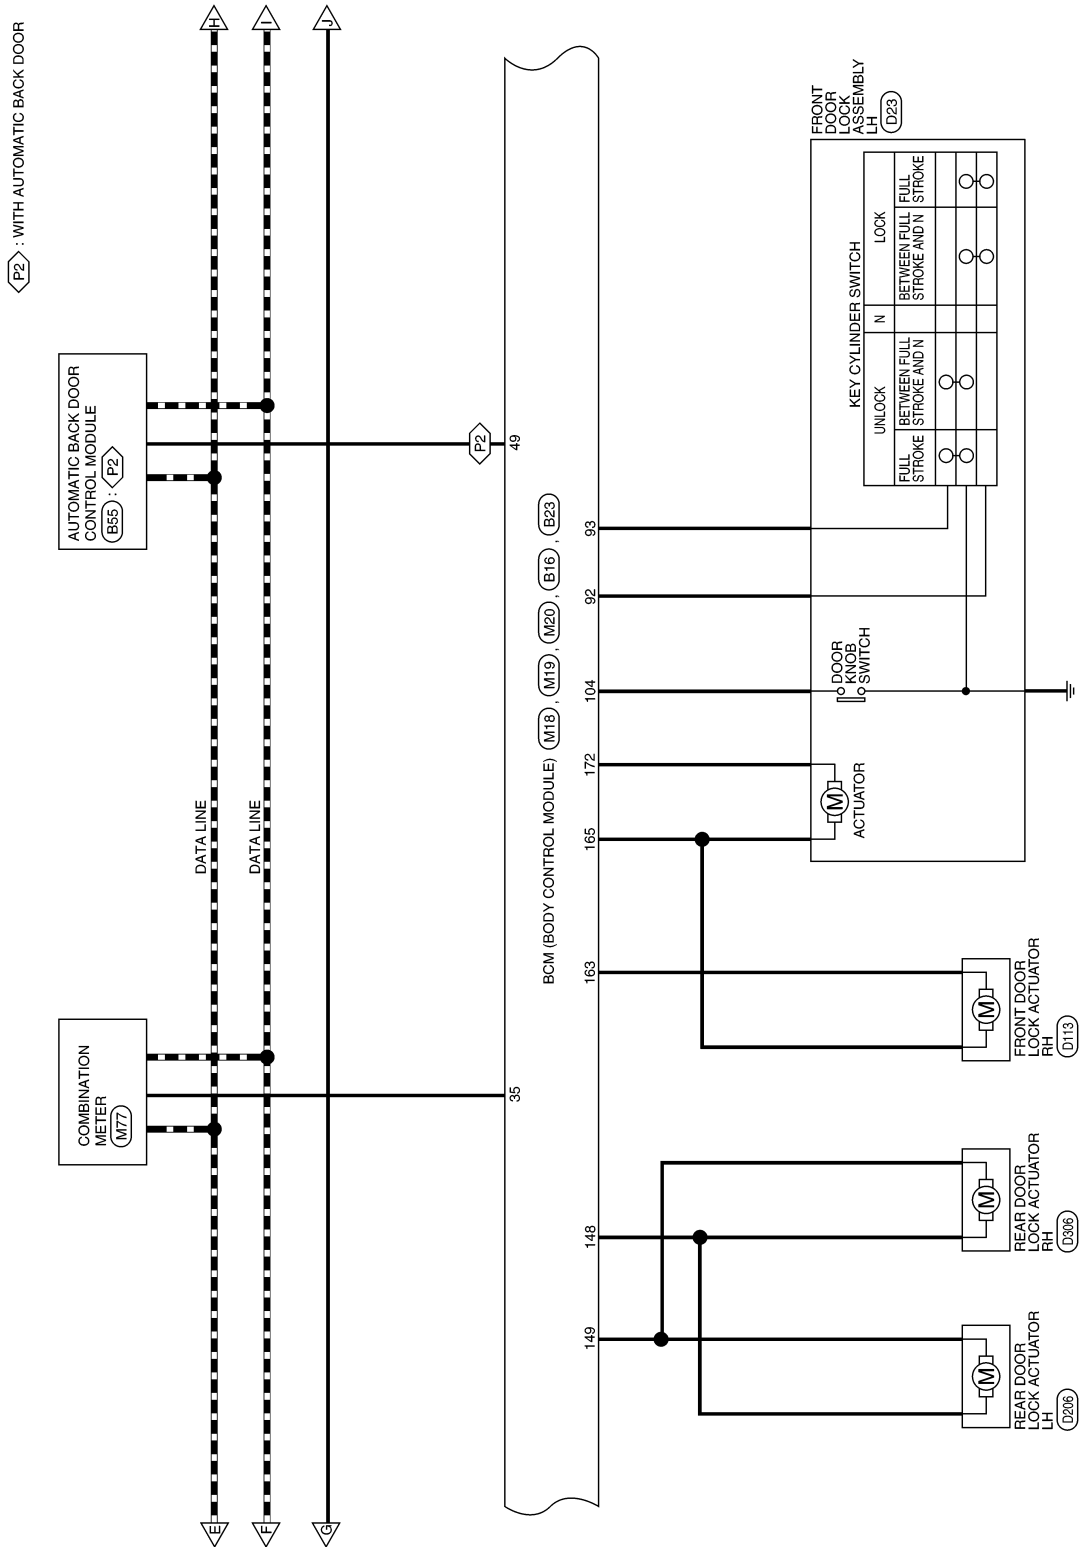 P2 : WITH AUTOMATIC BACK DOOR
E
F
G
H
I
J
DATA LINE
DATA LINE
COMBINATION
METER
M77
AUTOMATIC BACK DOOR
CONTROL MODULE
B55 : P2
35
P2
49
BCM (BODY CONTROL MODULE) M18 , M19 , M20 , B16 , B23
149
148
163
165
172
104
92
93
REAR DOOR
LOCK ACTUATOR
LH
D206
REAR DOOR
LOCK ACTUATOR
RH
D306
FRONT DOOR
LOCK ACTUATOR
RH
D113
M
M
M
M
ACTUATOR
DOOR
KNOB
SWITCH
KEY CYLINDER SWITCH
UNLOCK
N
LOCK
FULL
STROKE
BETWEEN FULL
STROKE AND N
BETWEEN FULL
STROKE AND N
FULL
STROKE
FRONT
DOOR
LOCK
ASSEMBLY
LH
D23